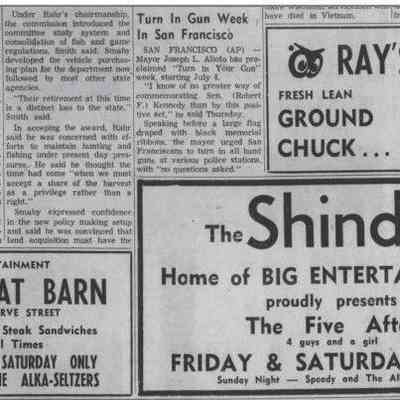 Under Rahr's chairmanship,
the commission introduced the
committee study system and
consolidation of fish and game
regulations, Smith said. Smaby
developed the vehicle purchas-
ing plan for the department now
followed by most other state
agencies.
"Their retirement at this time
is a distinct loss to the state,"
Smith said.
In accepting the award, Rahr
said he was concerned with ef-
forts to maintain hunting and
fishing under present day pres-
sures. He said he thought the
time had come "when we must
accept a share of the harvest
as a privilege rather than a
right."
Smaby expressed confidence
in the new policy making setup
and said he was convinced that
land acquisition must have the
TAINMENT
AT BARN
RVE STREET
Steak Sandwiches
l Times
SATURDAY ONLY
HE ALKA-SELTZERS
Turn In Gun Week
In San Francisco
SAN FRANCISCO (AP) —
Mayor Joseph L. Alioto has pro-
claimed "Turn in Your Gun"
week, starting July 4.
"I know of no greater way of
commemorating Sen. (Robert
F.) Kennedy than by this posi-
tive act," he said Thursday.
Speaking before a large flag
draped with black memorial
ribbons, the mayor urged San
Franciscans to turn in all hand
guns, at various police stations,
with "no questions asked."
have died in Vietnam.
RAY'S
FRESH LEAN
GROUND
CHUCK...
The Shind
Home of BIG ENTERTA
proudly presents
The Five Aft
4 guys and a girl
FRIDAY & SATURDA
Sunday Night — Speedy and The Al